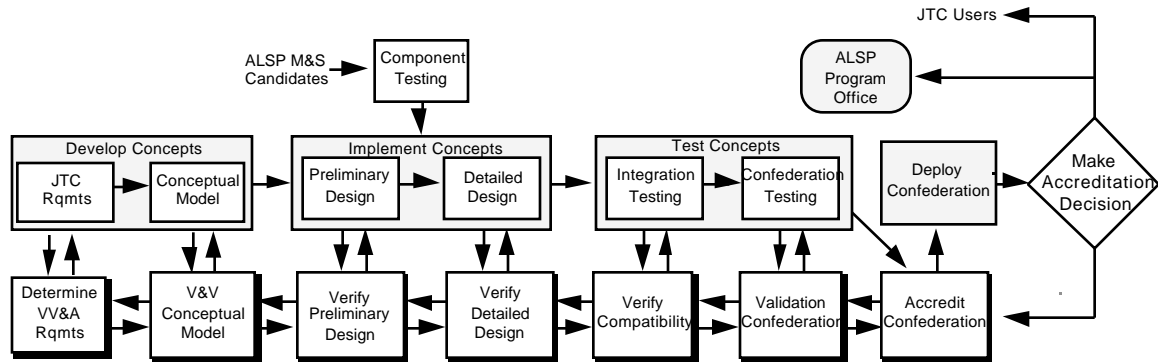 JTC Users
ALSP M&S
Candidates
Component
Testing
ALSP
Program
Office
Develop Concepts
JTC
Rqmts
Conceptual
Model
Implement Concepts
Preliminary
Design
Detailed
Design
Test Concepts
Integration
Testing
Confederation
Testing
Deploy
Confederation
Make
Accreditation
Decision
Determine
VV&A
Rqmts
V&V
Conceptual
Model
Verify
Preliminary
Design
Verify
Detailed
Design
Verify
Compatibility
Validation
Confederation
Accredit
Confederation